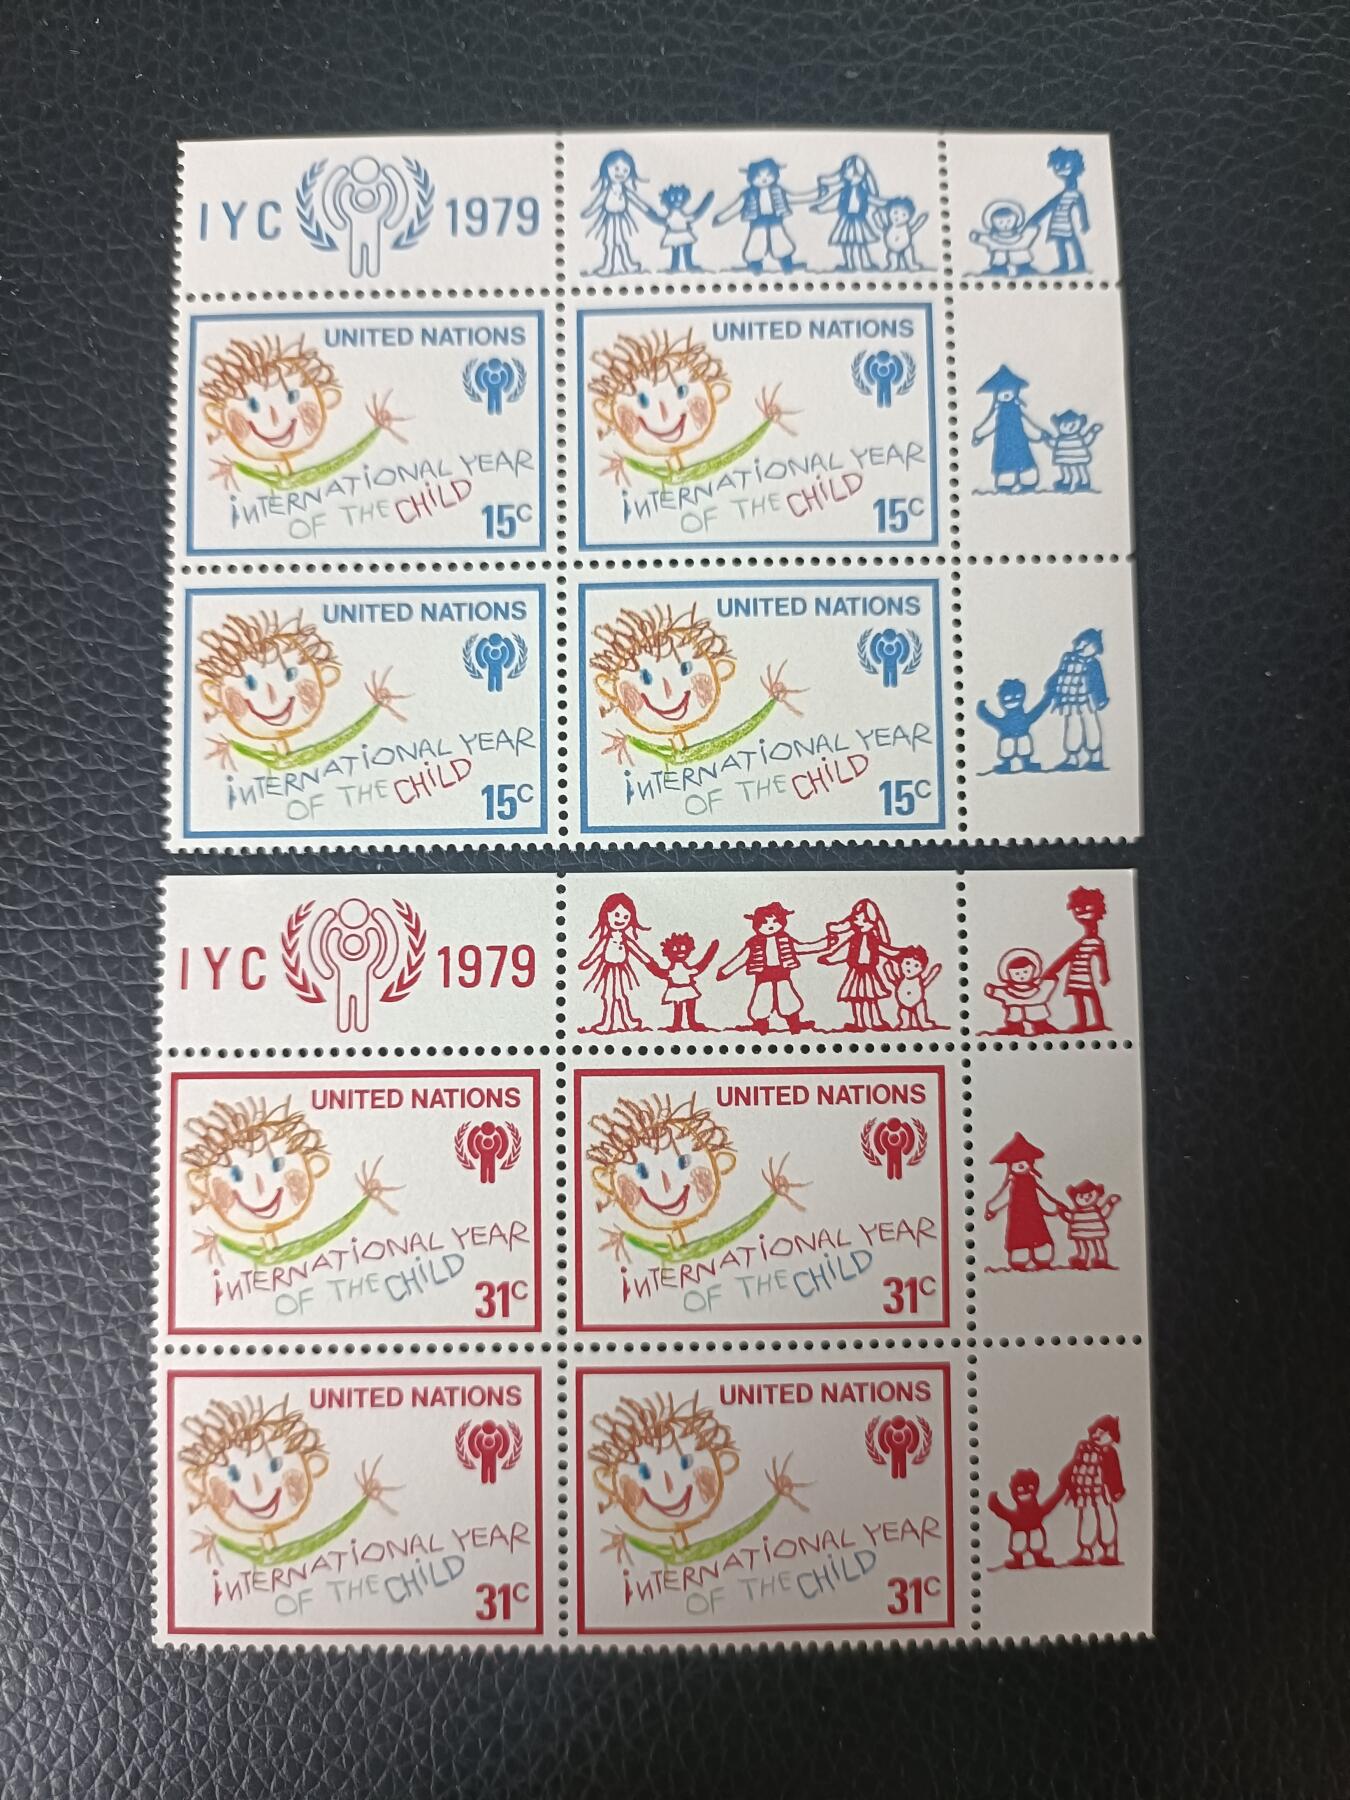 IYC 1979
UNITED NATIONS
iNTERNATiONAL YEAR
OF THE CHiLD
15c
UNITED NATIONS
iNTERNATiONAL YEAR
OF THE CHiLD
15c
UNITED NATIONS
iNTERNATiONAL YEAR
OF THE CHiLD
15c
UNITED NATIONS
iNTERNATiONAL YEAR
OF THE CHiLD
15c
IYC 1979
UNITED NATIONS
iNTERNATiONAL YEAR
OF THE CHiLD
31c
UNITED NATIONS
iNTERNATiONAL YEAR
OF THE CHiLD
31c
UNITED NATIONS
iNTERNATiONAL YEAR
OF THE CHiLD
31c
UNITED NATIONS
iNTERNATiONAL YEAR
OF THE CHiLD
31c